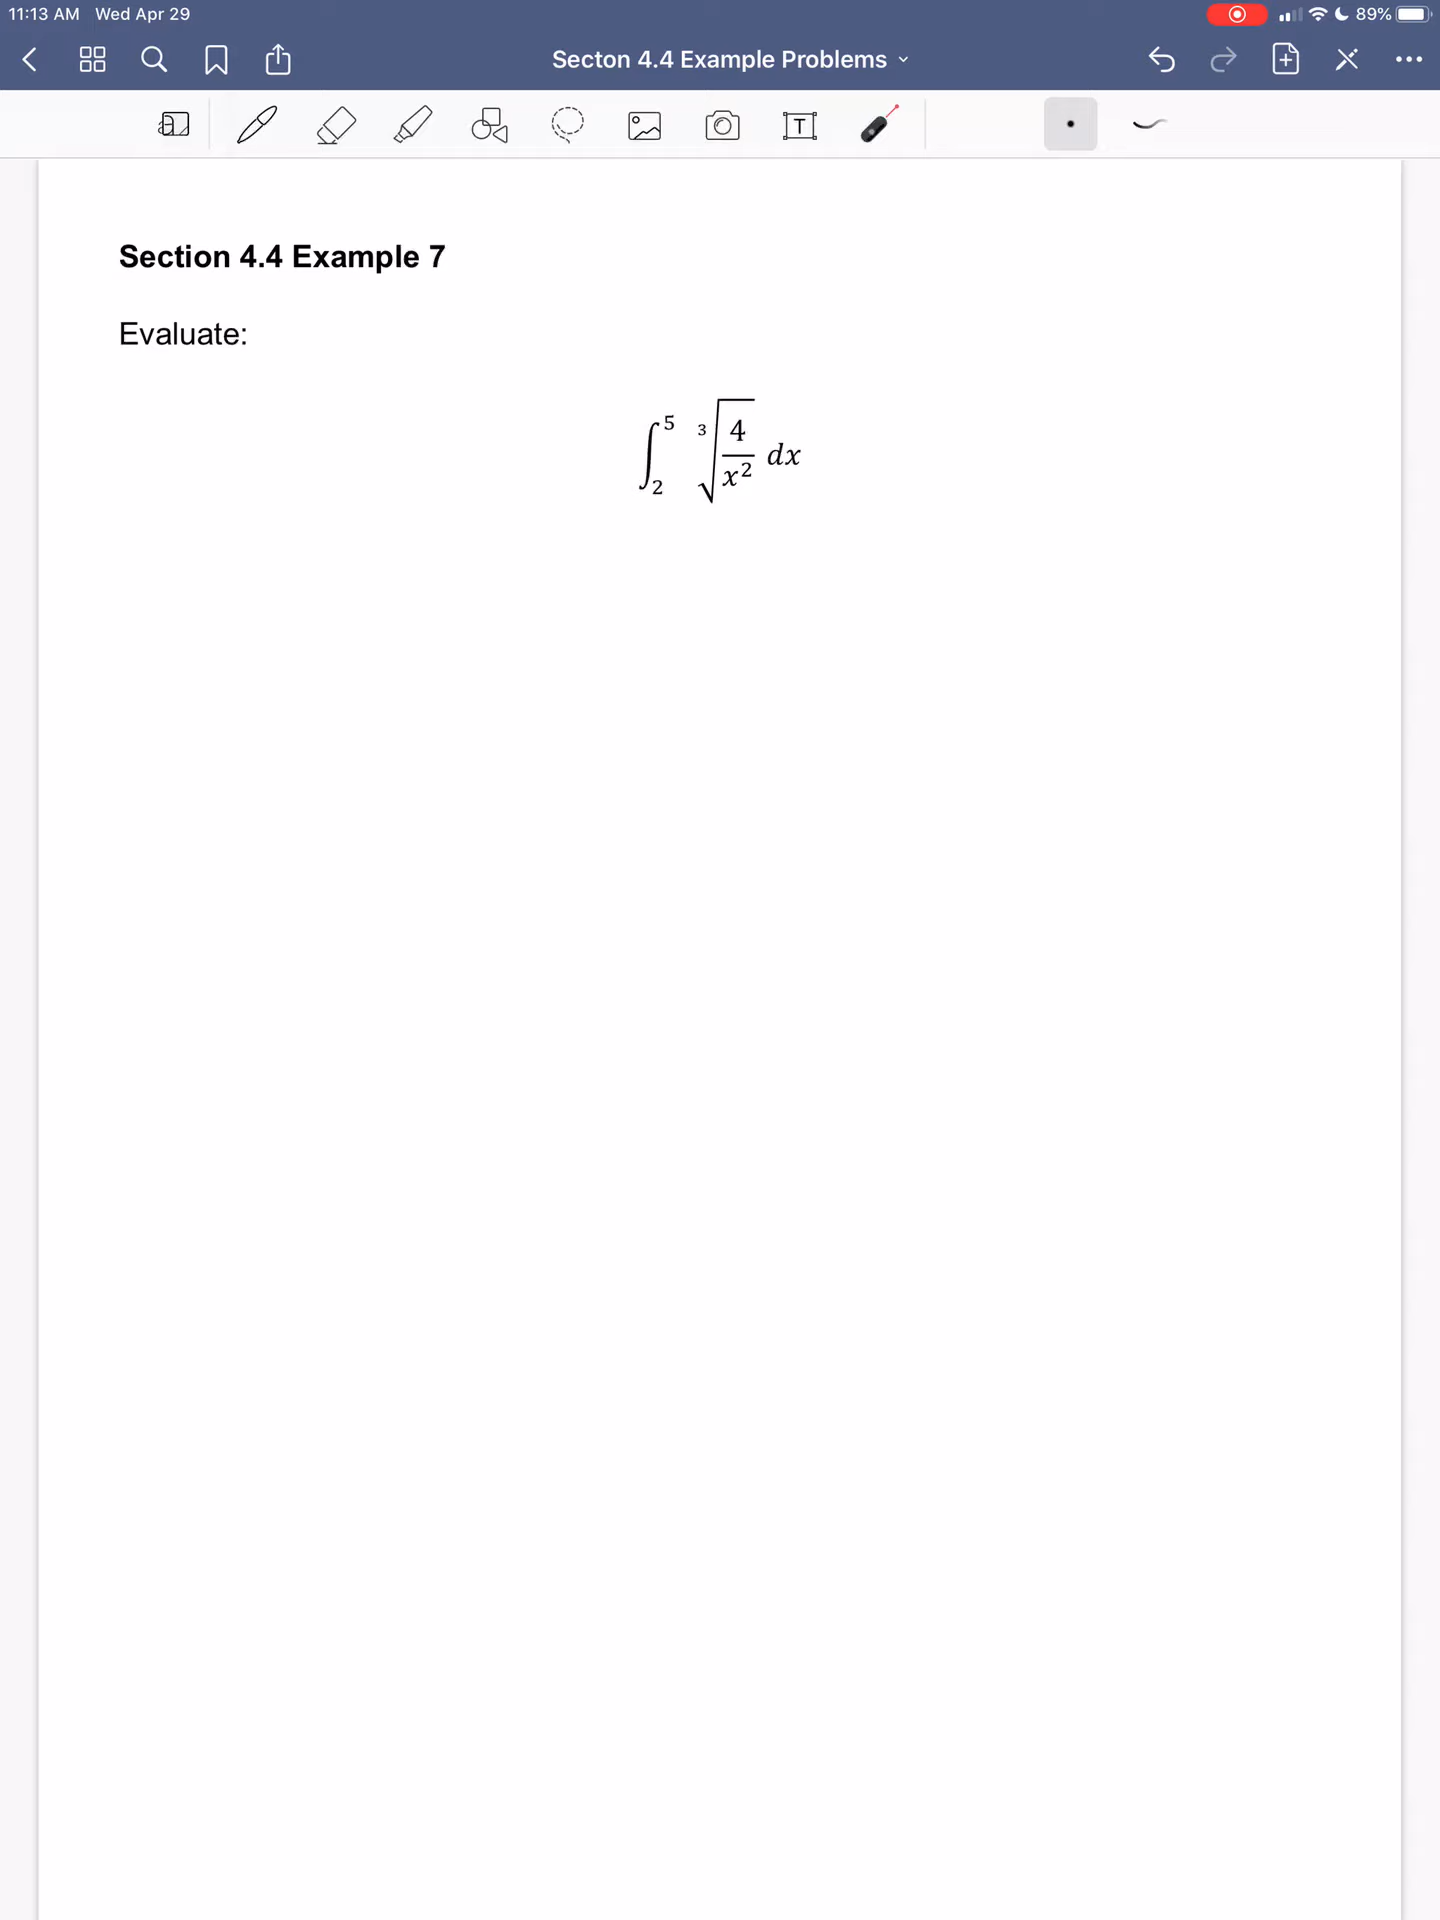 11:13 AM Wed Apr 29
89%
Secton 4.4 Example Problems
T
Section 4.4 Example 7
Evaluate:
∫₂⁵ ∛(4/x²) dx